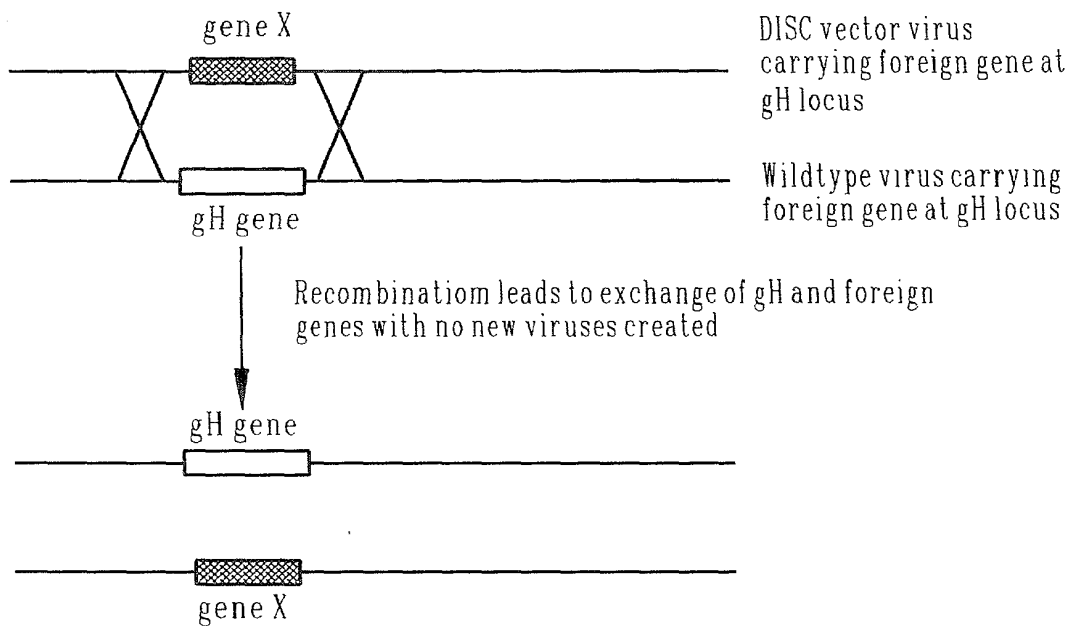 gene X
DISC vector virus
carrying foreign gene at
gH locus
Wildtype virus carrying
foreign gene at gH locus
gH gene
Recombinatiom leads to exchange of gH and foreign
genes with no new viruses created
gH gene
gene X